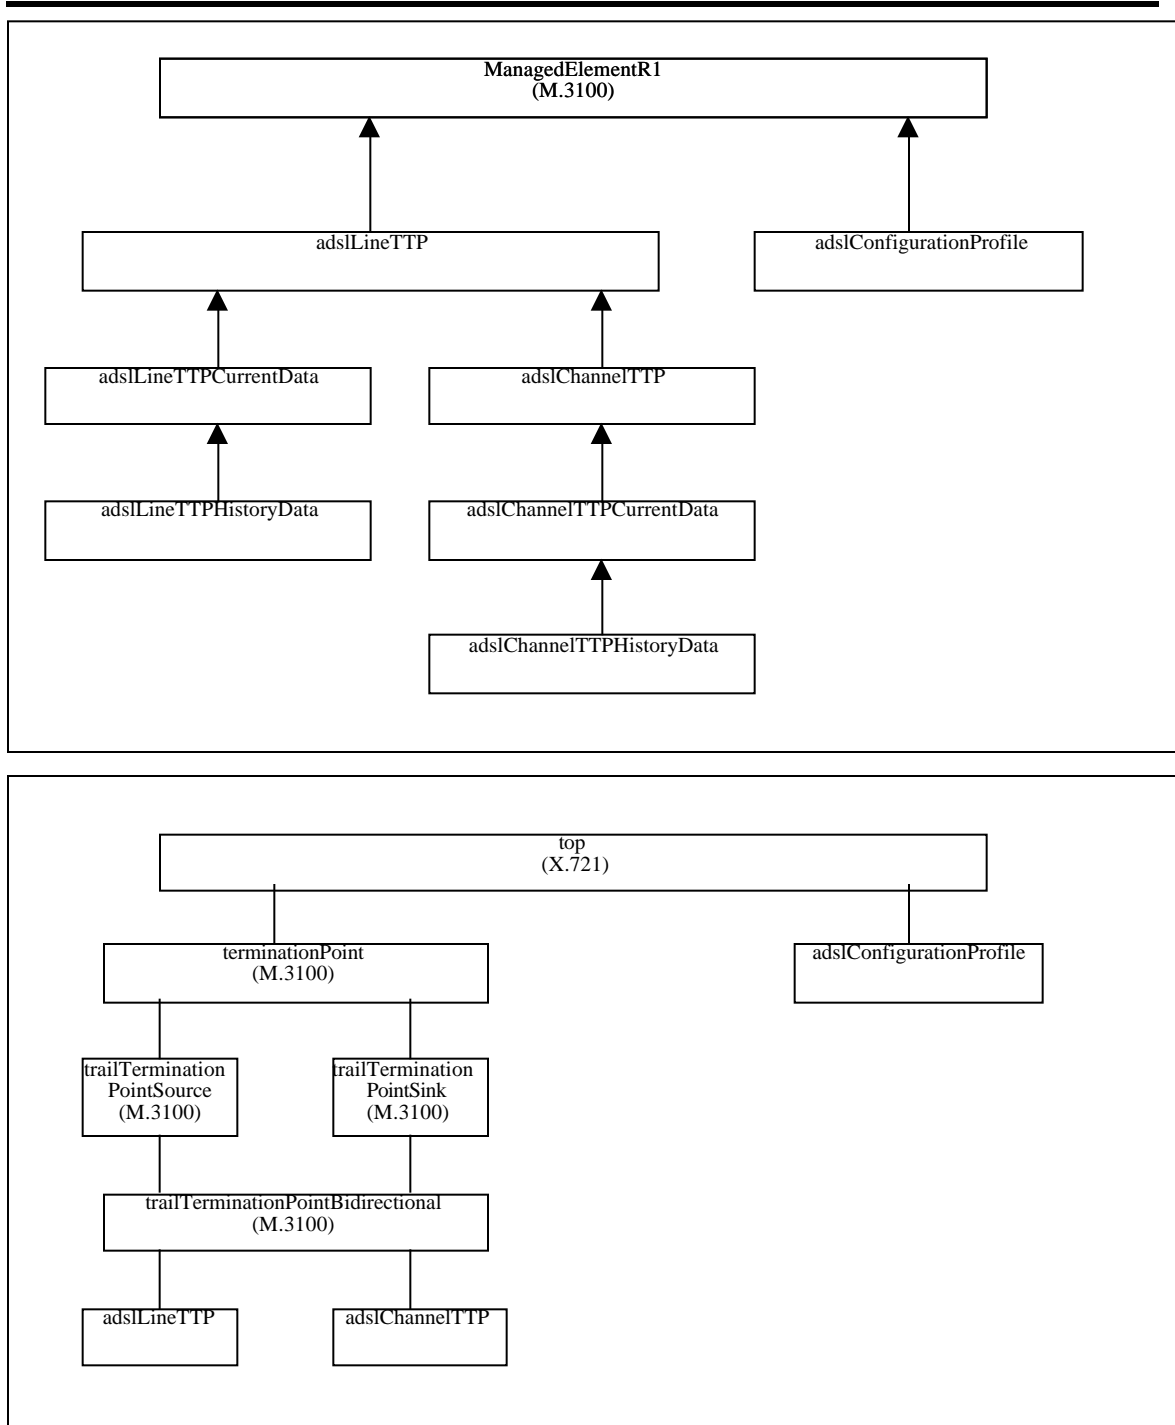 ManagedElementR1
(M.3100)
adslLineTTP
adslConfigurationProfile
adslLineTTPCurrentData
adslChannelTTP
adslLineTTPHistoryData
adslChannelTTPCurrentData
adslChannelTTPHistoryData
top
(X.721)
terminationPoint
(M.3100)
adslConfigurationProfile
trailTermination
PointSource
(M.3100)
trailTermination
PointSink
(M.3100)
trailTerminationPointBidirectional
(M.3100)
adslLineTTP
adslChannelTTP